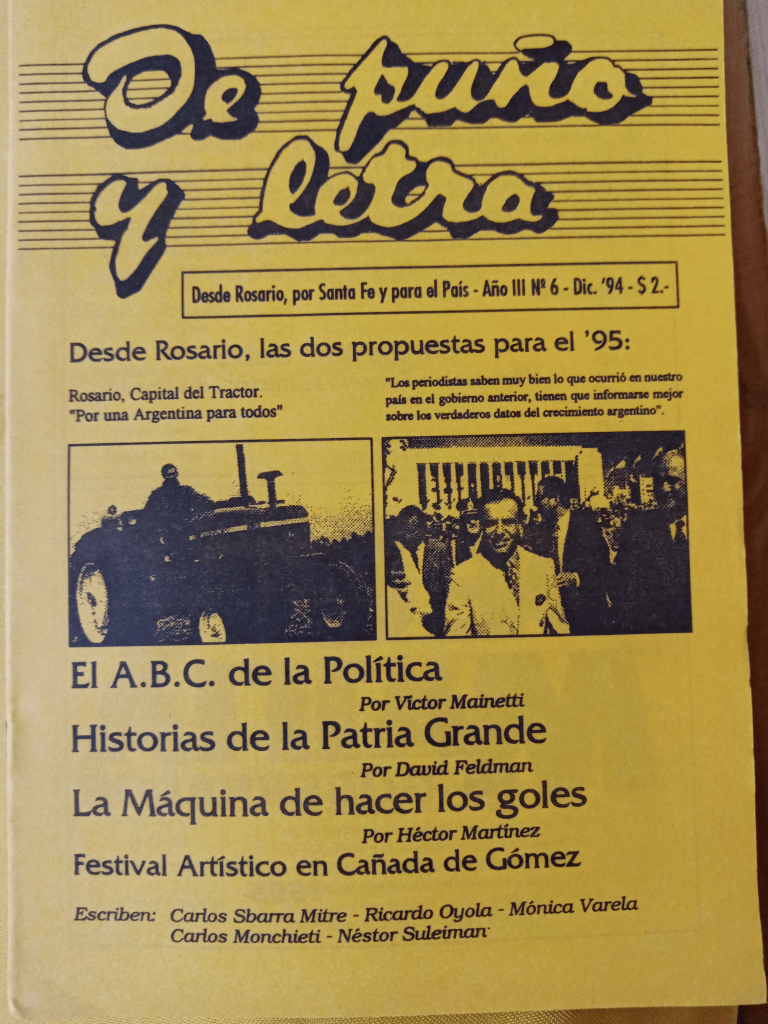 De puño
y letra
Desde Rosario, por Santa Fe y para el País - Año III Nº 6 - Dic. '94 - $ 2.-
Desde Rosario, las dos propuestas para el '95:
Rosario, Capital del Tractor.
"Por una Argentina para todos"
"Los periodistas saben muy bien lo que ocurrió en nuestro
país en el gobierno anterior, tienen que informarse mejor
sobre los verdaderos datos del crecimiento argentino".
El A.B.C. de la Política
Por Victor Mainetti
Historias de la Patria Grande
Por David Feldman
La Máquina de hacer los goles
Por Héctor Martínez
Festival Artístico en Cañada de Gómez
Escriben: Carlos Sbarra Mitre - Ricardo Oyola - Mónica Varela
Carlos Monchieti - Néstor Suleiman